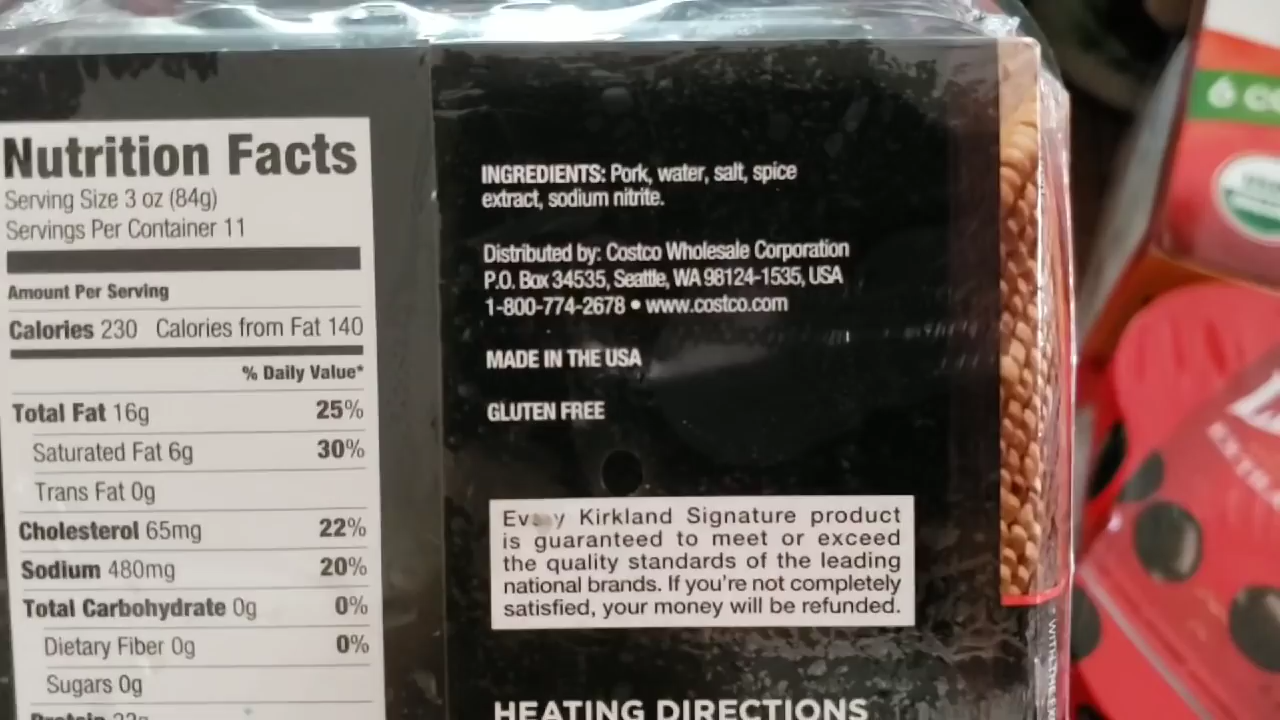 Nutrition Facts
Serving Size 3 oz (84g)
Servings Per Container 11
Amount Per Serving
Calories 230 Calories from Fat 140
% Daily Value*
Total Fat 16g 25%
Saturated Fat 6g 30%
Trans Fat 0g
Cholesterol 65mg 22%
Sodium 480mg 20%
Total Carbohydrate 0g 0%
Dietary Fiber 0g 0%
Sugars 0g
Protein
INGREDIENTS: Pork, water, salt, spice
extract, sodium nitrite.
Distributed by: Costco Wholesale Corporation
P.O. Box 34535, Seattle, WA 98124-1535, USA
1-800-774-2678 • www.costco.com
MADE IN THE USA
GLUTEN FREE
Every Kirkland Signature product
is guaranteed to meet or exceed
the quality standards of the leading
national brands. If you're not completely
satisfied, your money will be refunded.
HEATING DIRECTIONS
6